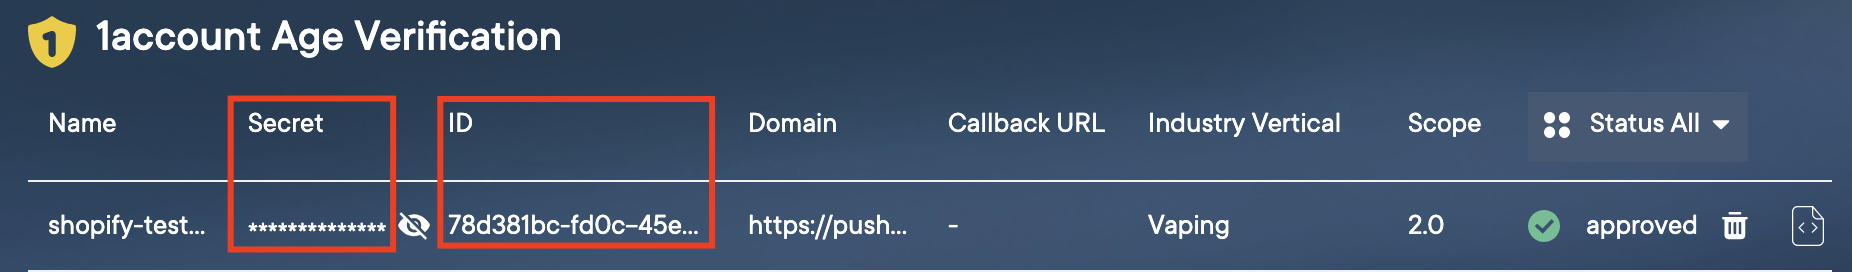 1 1account Age Verification
Name Secret ID Domain Callback URL Industry Vertical Scope Status All
shopify-test... ************** 78d381bc-fd0c-45e... https://push... - Vaping 2.0 approved